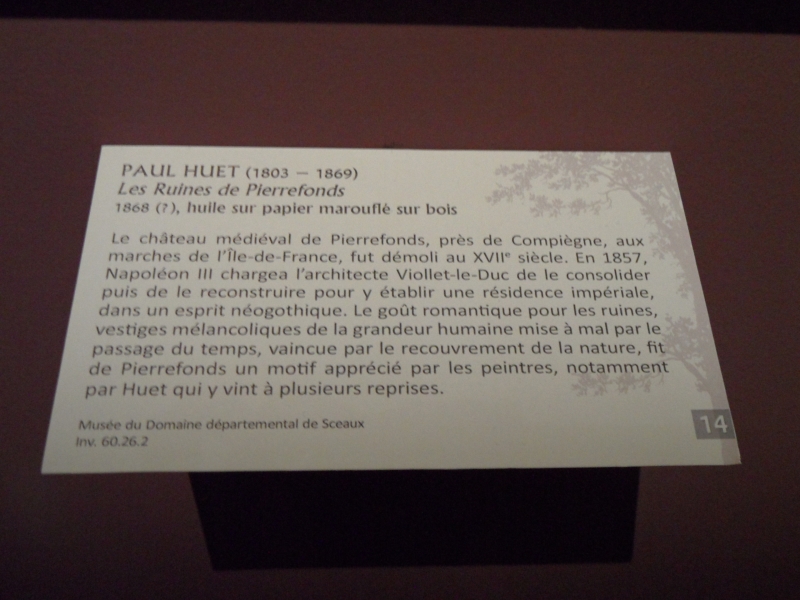 PAUL HUET (1803 – 1869)
Les Ruines de Pierrefonds
1868 (?), huile sur papier marouflé sur bois
Le château médiéval de Pierrefonds, près de Compiègne, aux
marches de l'Île-de-France, fut démoli au XVIIe siècle. En 1857,
Napoléon III chargea l'architecte Viollet-le-Duc de le consolider
puis de le reconstruire pour y établir une résidence impériale,
dans un esprit néogothique. Le goût romantique pour les ruines,
vestiges mélancoliques de la grandeur humaine mise à mal par le
passage du temps, vaincue par le recouvrement de la nature, fit
de Pierrefonds un motif apprécié par les peintres, notamment
par Huet qui y vint à plusieurs reprises.
Musée du Domaine départemental de Sceaux
Inv. 60.26.2
14